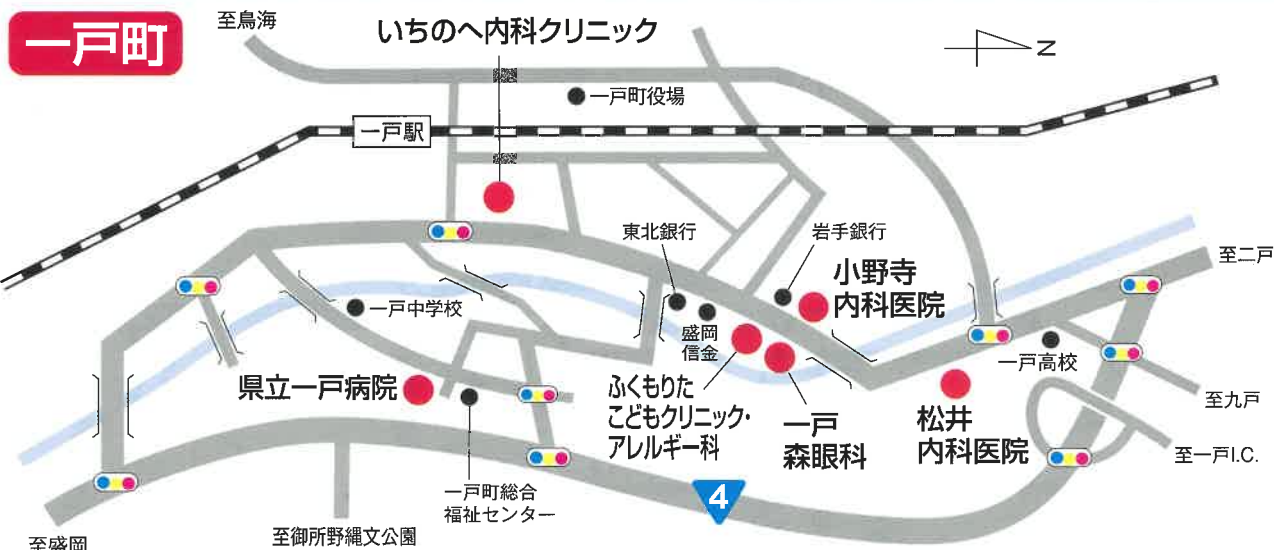 一戸町
至鳥海
いちのへ内科クリニック
N
一戸町役場
一戸駅
東北銀行
岩手銀行
小野寺
内科医院
至二戸
一戸中学校
盛岡
信金
一戸高校
県立一戸病院
ふくもりた
こどもクリニック・
アレルギー科
一戸
森眼科
松井
内科医院
至九戸
至一戸I.C.
一戸町総合
福祉センター
4
至御所野縄文公園
至盛岡